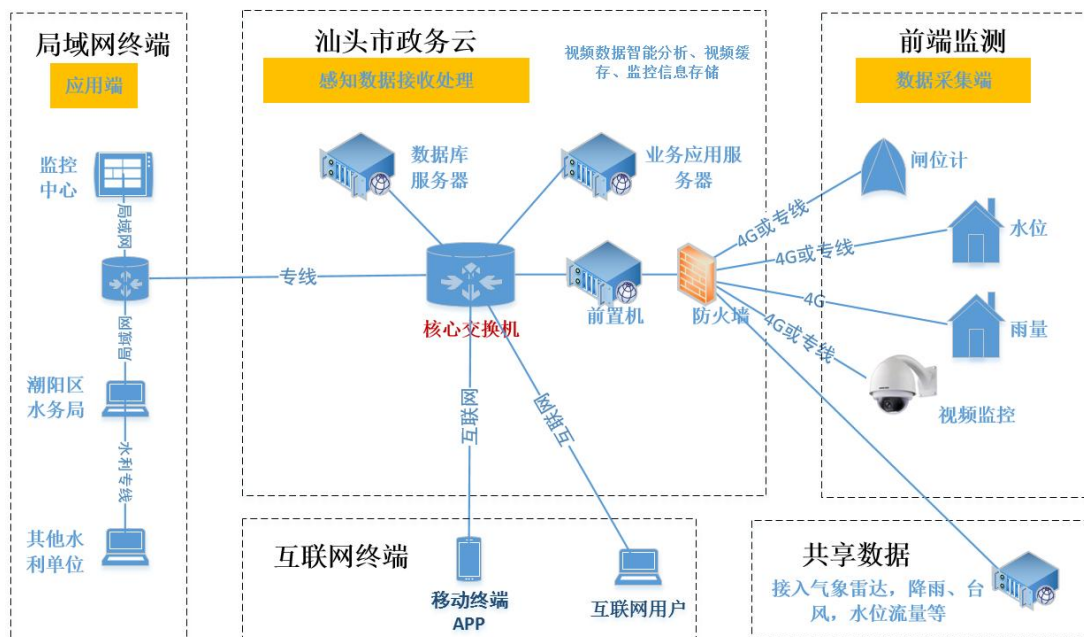 局域网终端
应用端
监控
中心
局域网
局域网
潮阳区
水务局
水利专线
其他水
利单位
汕头市政务云
感知数据接收处理
视频数据智能分析、视频缓
存、监控信息存储
数据库
服务器
业务应用服
务器
专线
核心交换机
前置机
防火墙
互联网
互联网
前端监测
数据采集端
4G或专线
闸位计
4G或专线
水位
4G
雨量
4G或专线
视频监控
互联网终端
移动终端
APP
互联网用户
共享数据
接入气象雷达，降雨、台
风，水位流量等